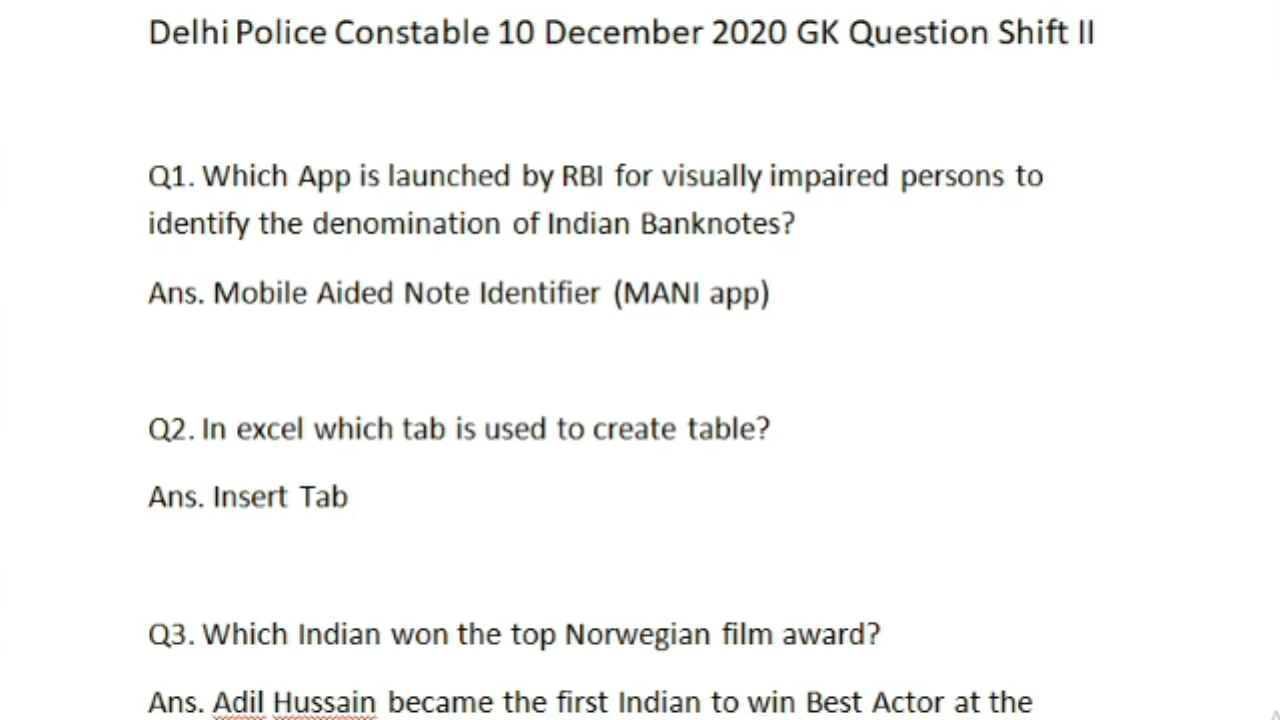 Delhi Police Constable 10 December 2020 GK Question Shift II
Q1. Which App is launched by RBI for visually impaired persons to
identify the denomination of Indian Banknotes?
Ans. Mobile Aided Note Identifier (MANI app)
Q2. In excel which tab is used to create table?
Ans. Insert Tab
Q3. Which Indian won the top Norwegian film award?
Ans. Adil Hussain became the first Indian to win Best Actor at the